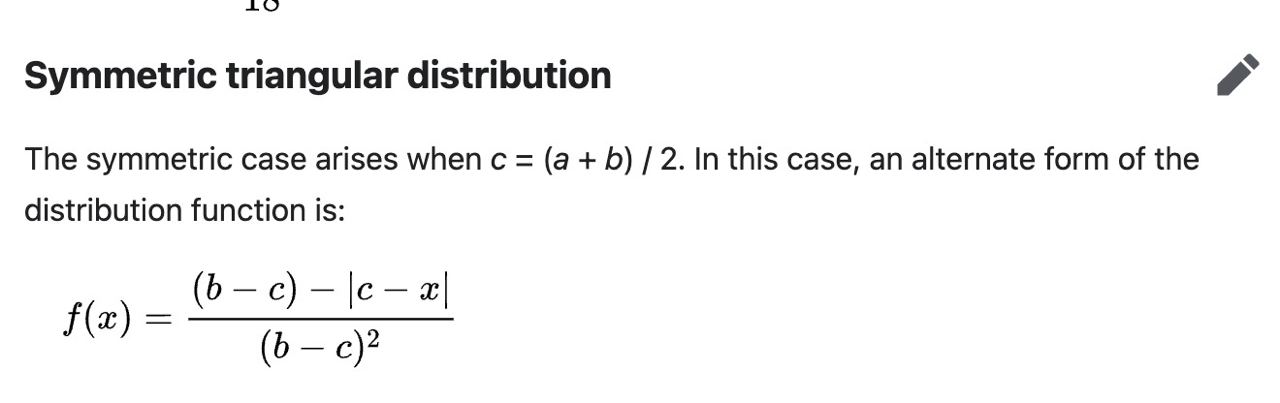 18
Symmetric triangular distribution
The symmetric case arises when c = (a + b) / 2. In this case, an alternate form of the
distribution function is:
f(x) = \frac{(b − c) − |c − x|}{(b − c)^2}